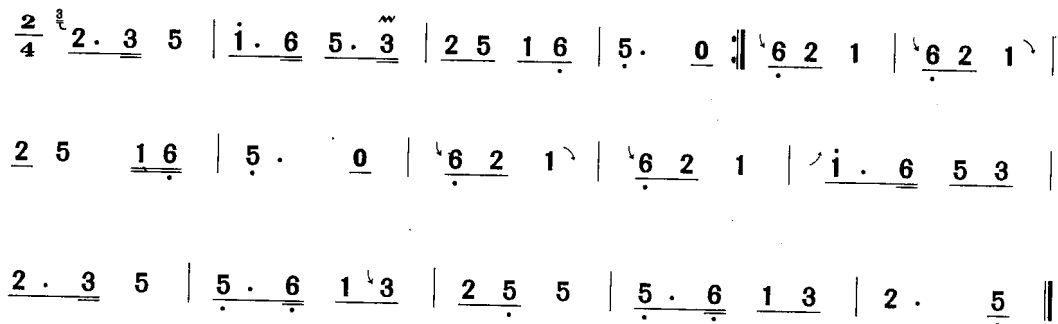 2/4 3 2 . 3 5 | i . 6 5 . 3 | 2 5 1 6 | 5 . 0 :‖ 6 2 1 | 6 2 1 |
2 5 1 6 | 5 . 0 | 6 2 1 | 6 2 1 | i . 6 5 3 |
2 . 3 5 | 5 . 6 1 3 | 2 5 5 | 5 . 6 1 3 | 2 . 5 ‖